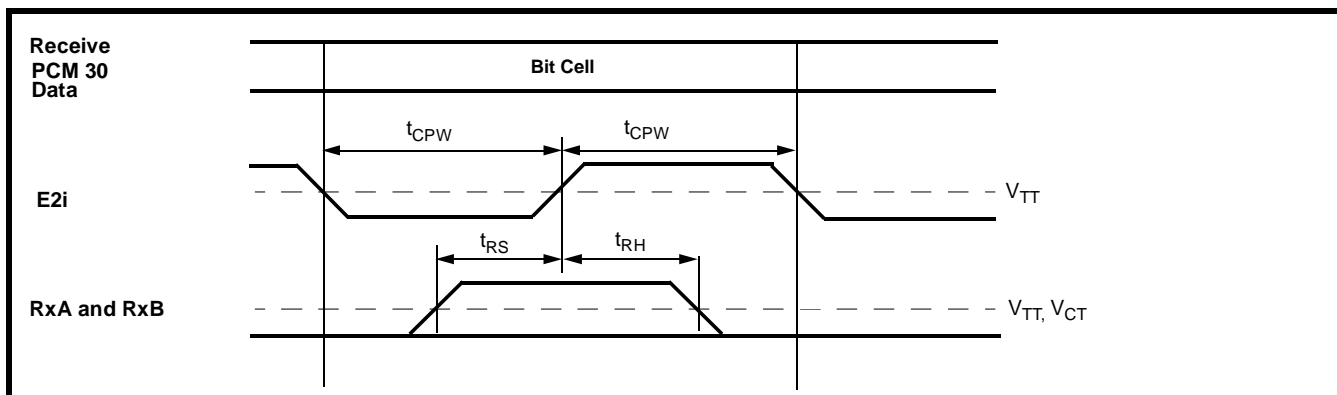 Receive
PCM 30
Data
Bit Cell
tCPW
tCPW
E2i
VTT
tRS
tRH
RxA and RxB
VTT, VCT